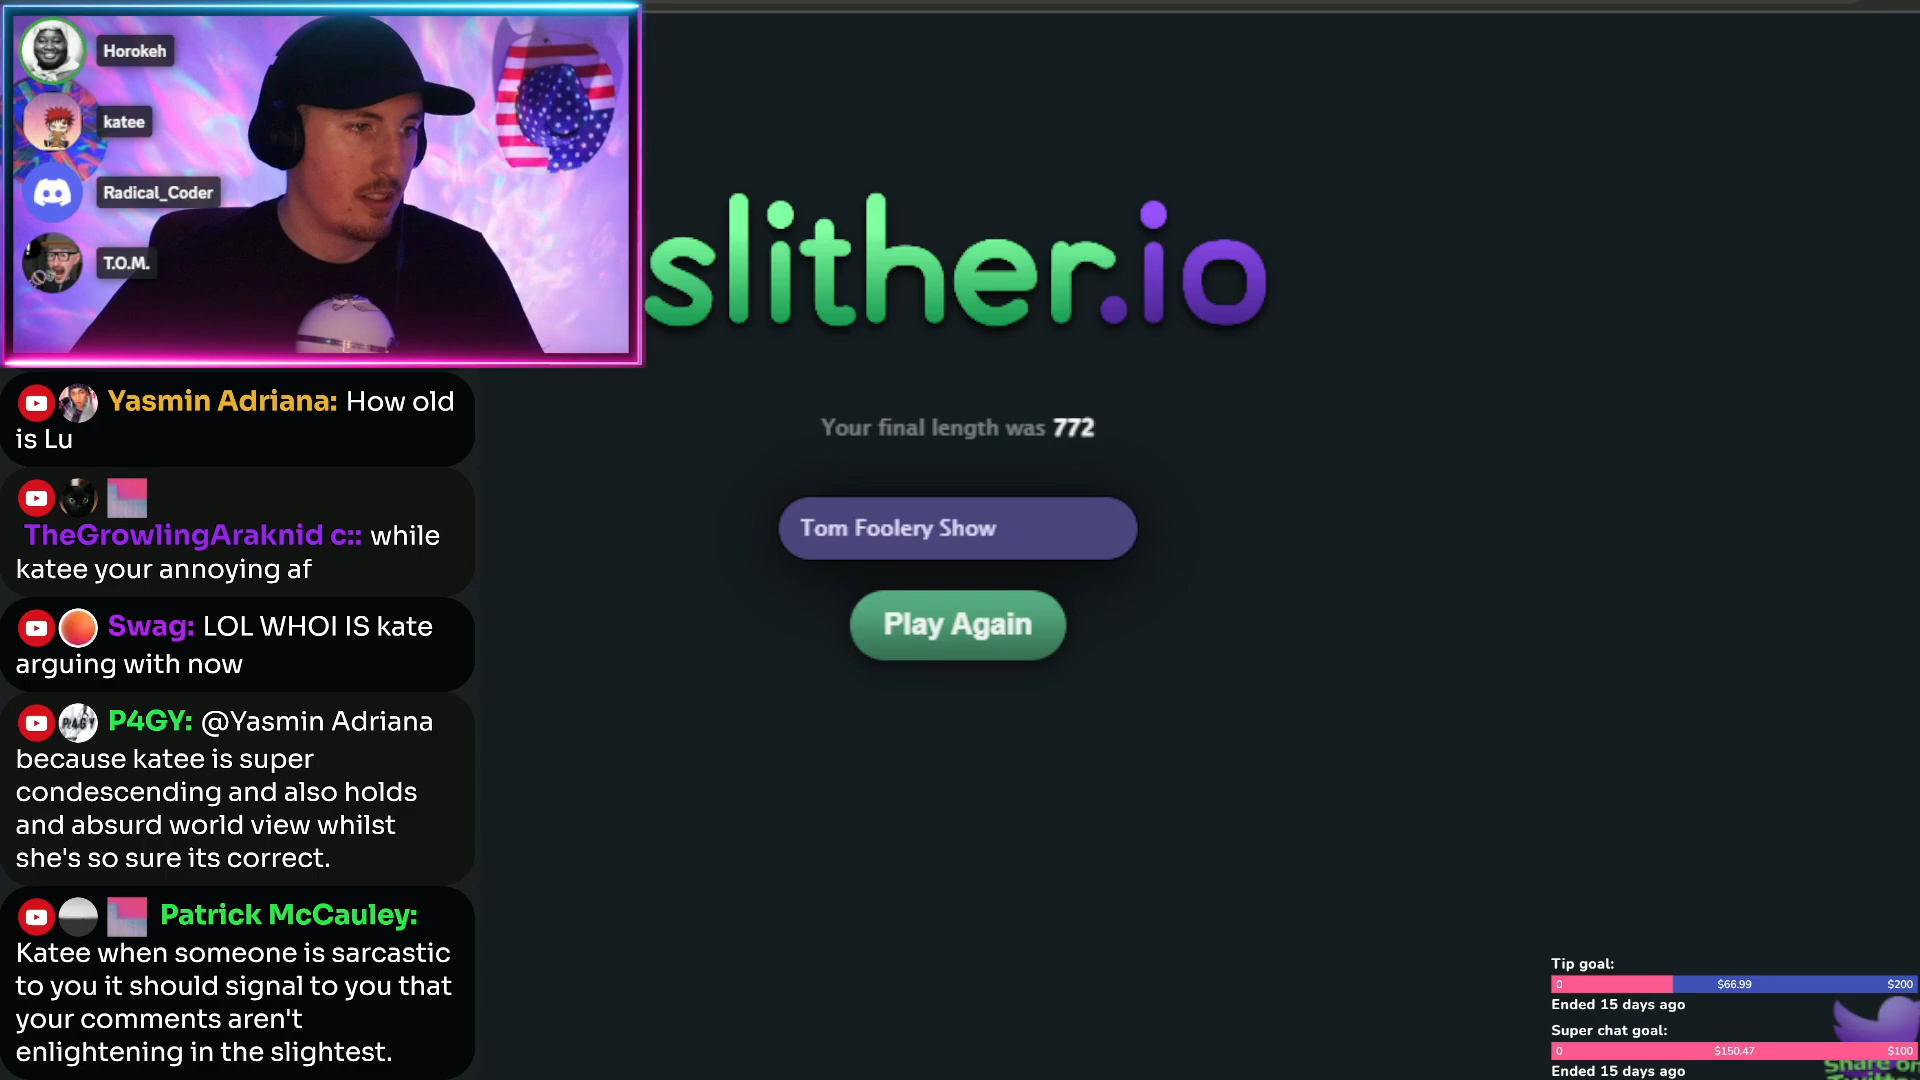 Horokeh
katee
Radical_Coder
T.O.M.
slither.io
Your final length was 772
Tom Foolery Show
Play Again
Yasmin Adriana: How old
is Lu
TheGrowlingAraknid c:: while
katee your annoying af
Swag: LOL WHOI IS kate
arguing with now
P4GY: @Yasmin Adriana
because katee is super
condescending and also holds
and absurd world view whilst
she's so sure its correct.
Patrick McCauley:
Katee when someone is sarcastic
to you it should signal to you that
your comments aren't
enlightening in the slightest.
Tip goal:
0 $66.99 $200
Ended 15 days ago
Super chat goal:
0 $150.47 $100
Ended 15 days ago
Share on